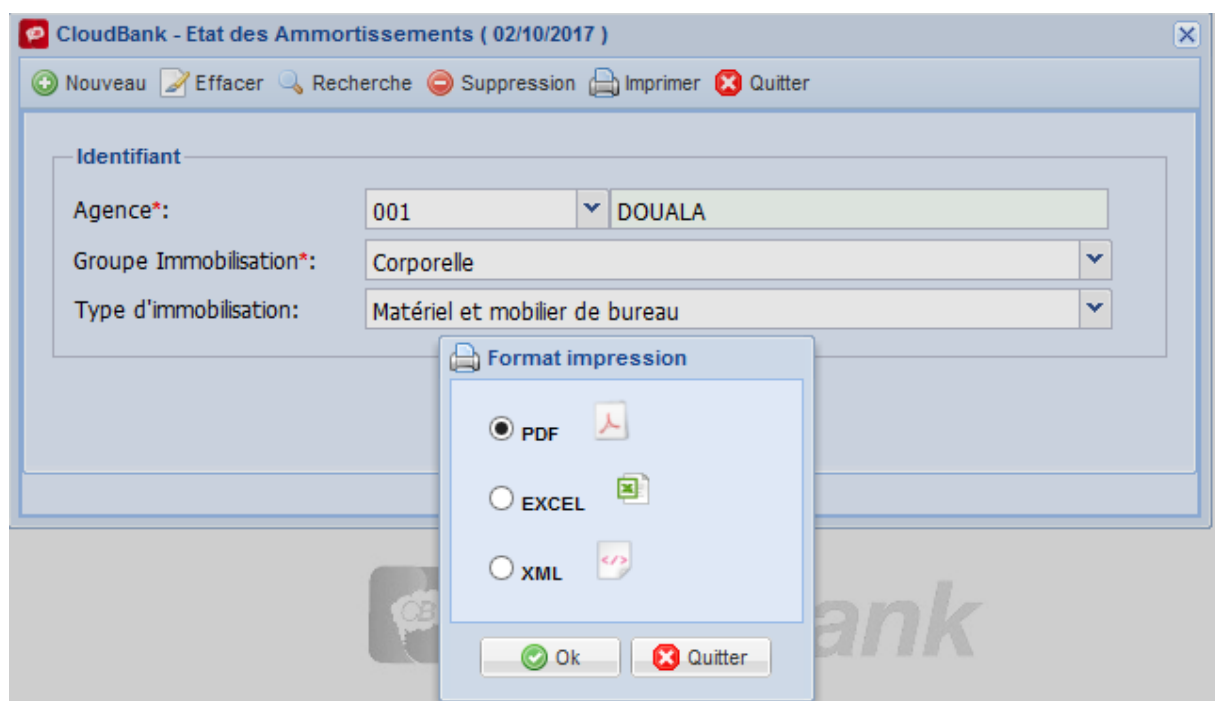 CloudBank - Etat des Ammortissements ( 02/10/2017 )
Nouveau Effacer Recherche Suppression Imprimer Quitter
Identifiant
Agence*: 001 DOUALA
Groupe Immobilisation*: Corporelle
Type d'immobilisation: Matériel et mobilier de bureau
Format impression
PDF
EXCEL
</>
XML
CB ank
Ok Quitter